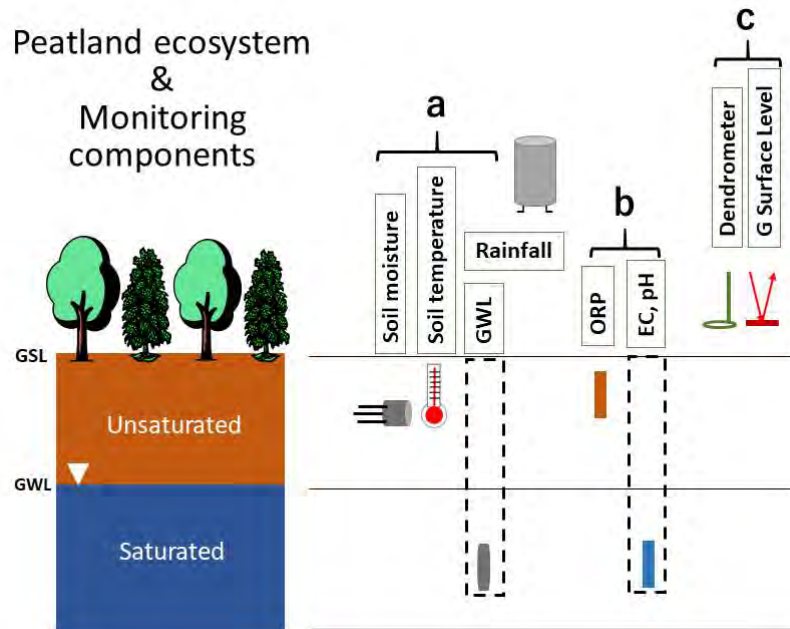 Peatland ecosystem
&
Monitoring
components
a
b
c
Soil moisture
Soil temperature
Rainfall
GWL
ORP
EC, pH
Dendrometer
G Surface Level
GSL
Unsaturated
GWL
Saturated